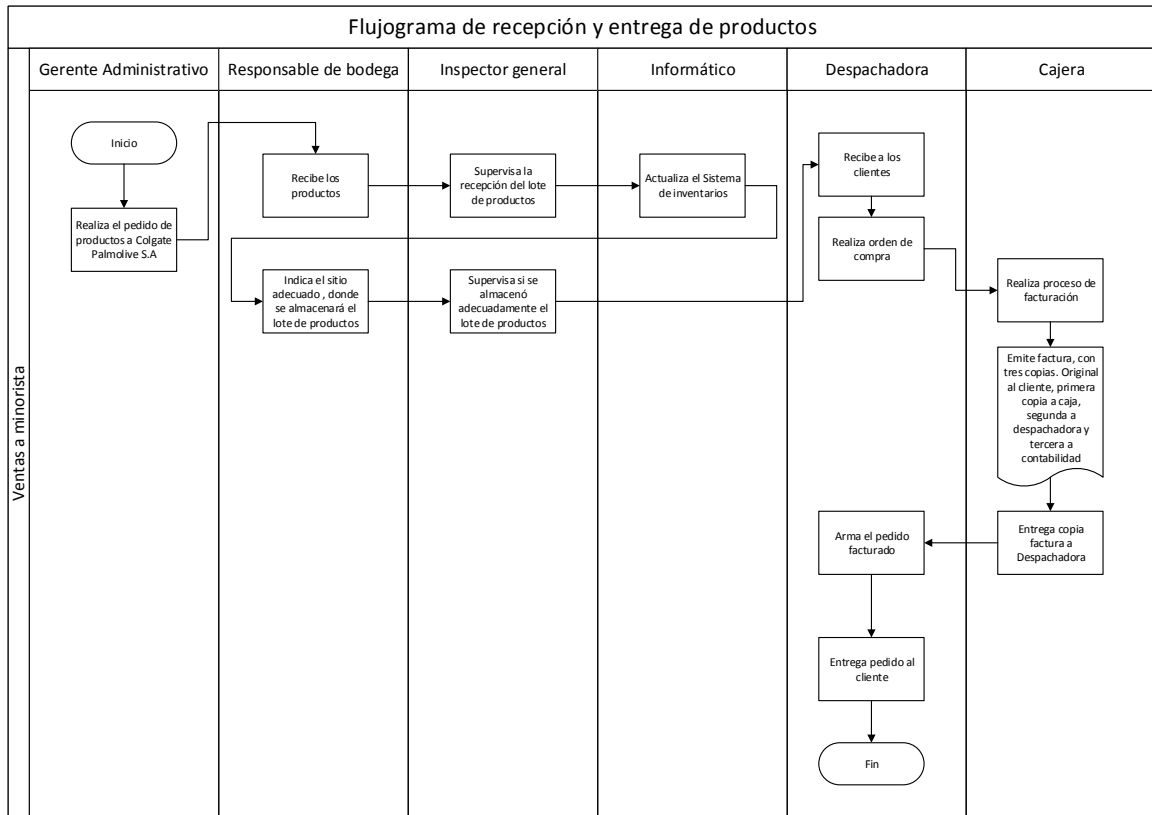 Flujograma de recepción y entrega de productos
Ventas a minorista
Gerente Administrativo
Responsable de bodega
Inspector general
Informático
Despachadora
Cajera
Inicio
Realiza el pedido de
productos a Colgate
Palmolive S.A
Recibe los
productos
Supervisa la
recepción del lote
de productos
Actualiza el Sistema
de inventarios
Indica el sitio
adecuado , donde
se almacenará el
lote de productos
Supervisa si se
almacenó
adecuadamente el
lote de productos
Recibe a los
clientes
Realiza orden de
compra
Realiza proceso de
facturación
Emite factura, con
tres copias. Original
al cliente, primera
copia a caja,
segunda a
despachadora y
tercera a
contabilidad
Entrega copia
factura a
Despachadora
Arma el pedido
facturado
Entrega pedido al
cliente
Fin